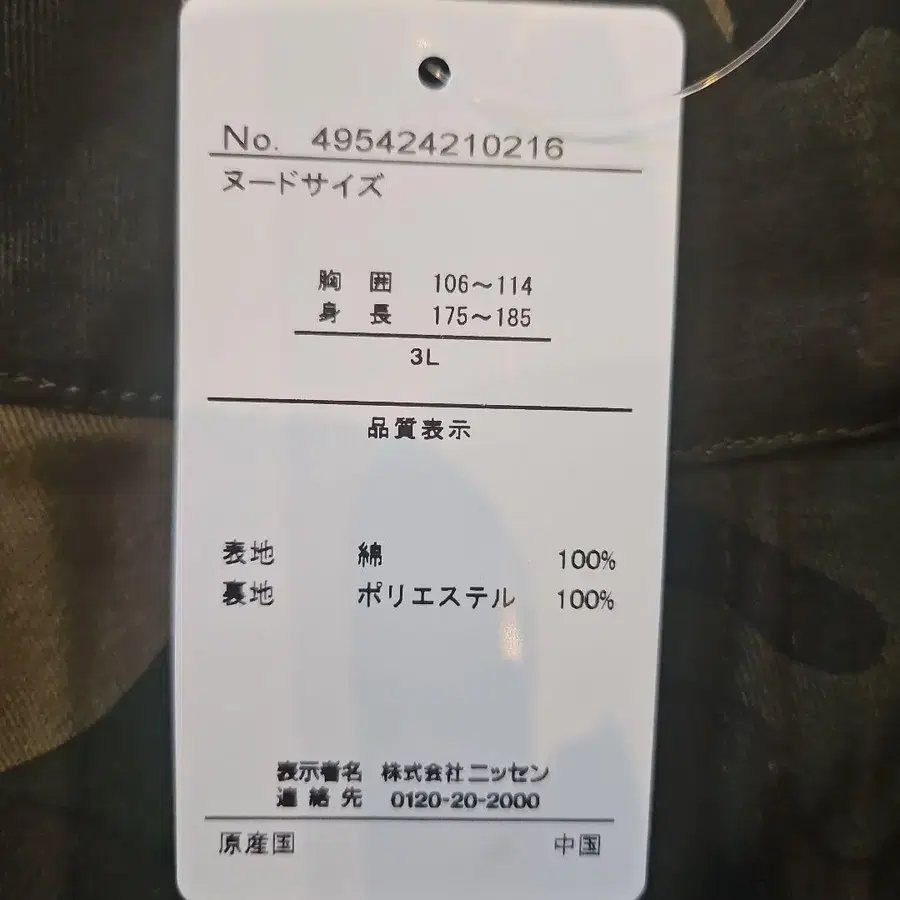 No. 495424210216
ヌードサイズ
胸 囲 106～114
身 長 175～185
3L
品質表示
表地 綿 100%
裏地 ポリエステル 100%
表示者名 株式会社ニッセン
連絡先 0120-20-2000
原産国 中国